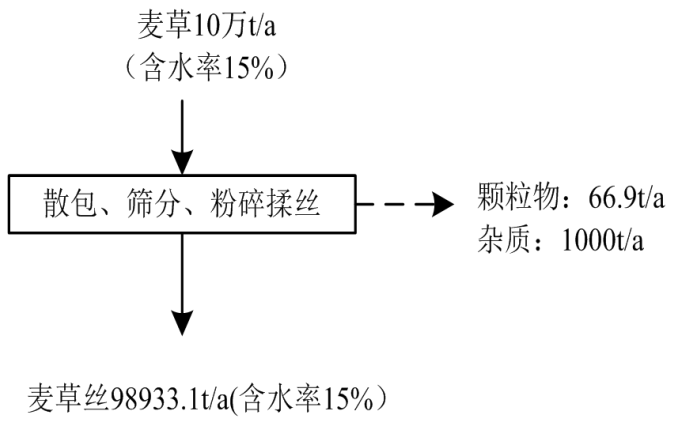 麦草10万t/a
（含水率15%）
散包、筛分、粉碎揉丝
颗粒物：66.9t/a
杂质：1000t/a
麦草丝98933.1t/a(含水率15%）